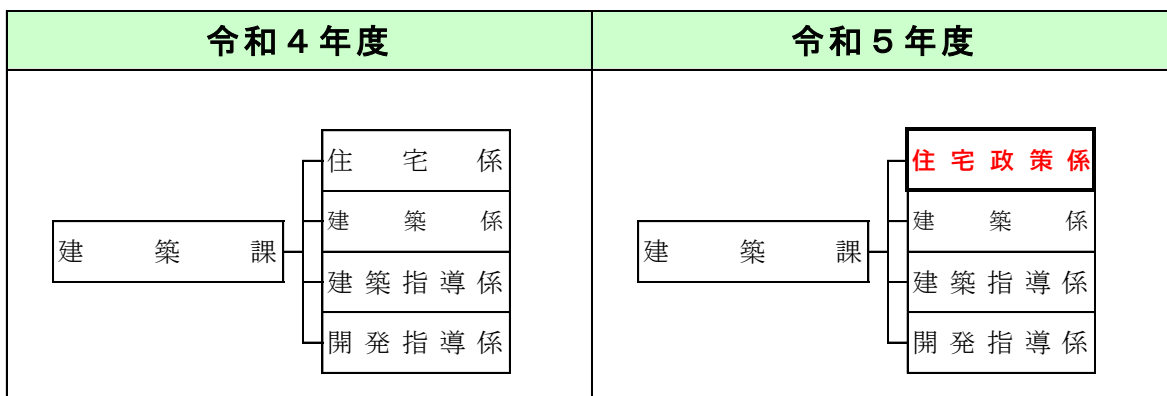 令和４年度
令和５年度
住宅係
建築係
建築課
建築指導係
開発指導係
住宅政策係
建築係
建築課
建築指導係
開発指導係